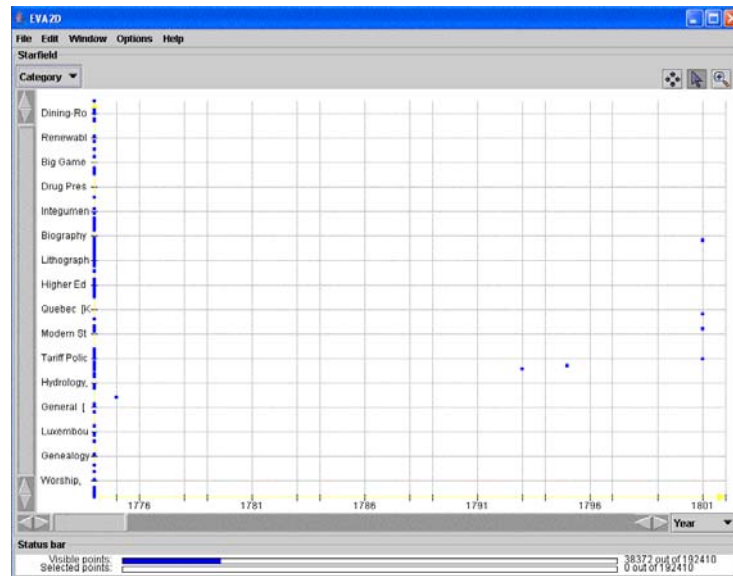 EVA2D
File Edit Window Options Help
Starfield
Category
Dining-Ro
Renewabl
Big Game
Drug Pres
Integumen
Biography
Lithograph
Higher Ed
Quebec [K
Modern St
Tariff Polic
Hydrology,
General [
Luxembou
Genealogy
Worship,
1776 1781 1786 1791 1796 1801
Year
Status bar
Visible points: 38372 out of 192410
Selected points: 0 out of 192410